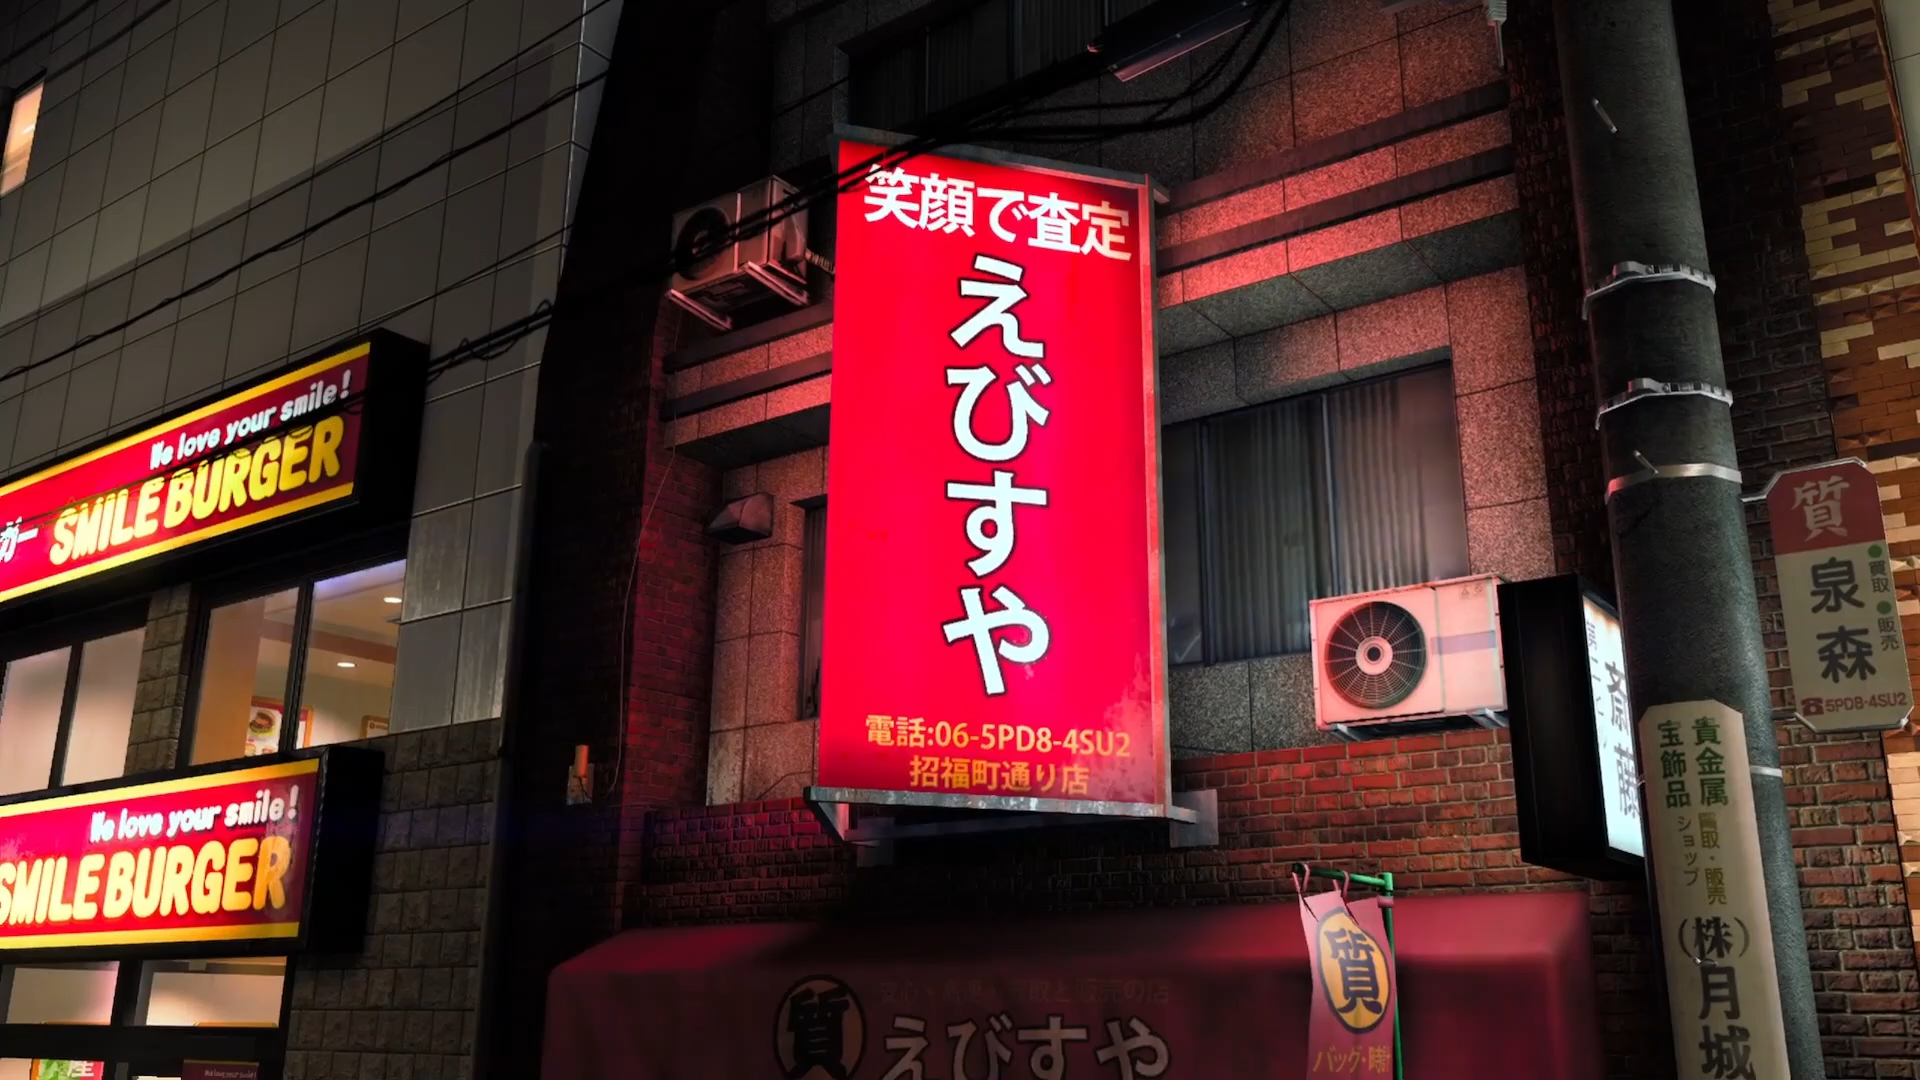 We love your smile!
ガー SMILE BURGER
We love your smile!
SMILE BURGER
笑顔で査定
えびすや
電話:06-5PD8-4SU2
招福町通り店
質
えびすや
質
バッグ・時計
斎藤
質
泉森
●買取●販売
☎5PD8-4SU2
貴金属
宝飾品
買取・販売
ショップ
(株)月城